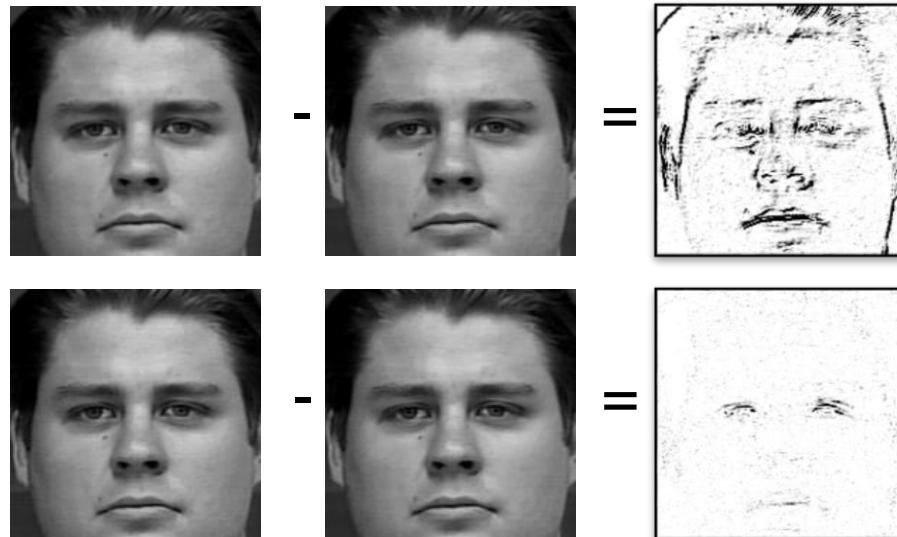 - =
- =